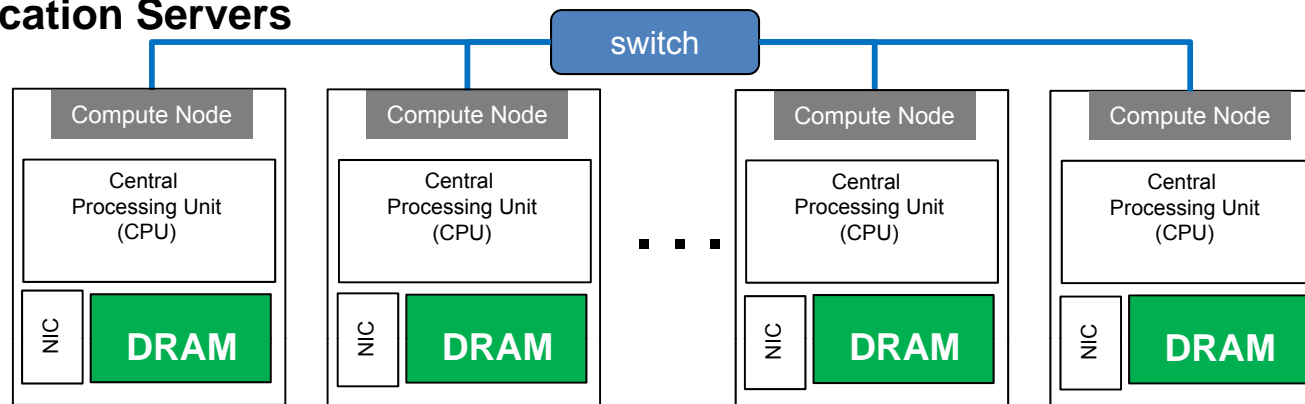 cation Servers
switch
Compute Node
Compute Node
Compute Node
Compute Node
Central
Processing Unit
(CPU)
Central
Processing Unit
(CPU)
Central
Processing Unit
(CPU)
Central
Processing Unit
(CPU)
. . .
NIC
DRAM
NIC
DRAM
NIC
DRAM
NIC
DRAM